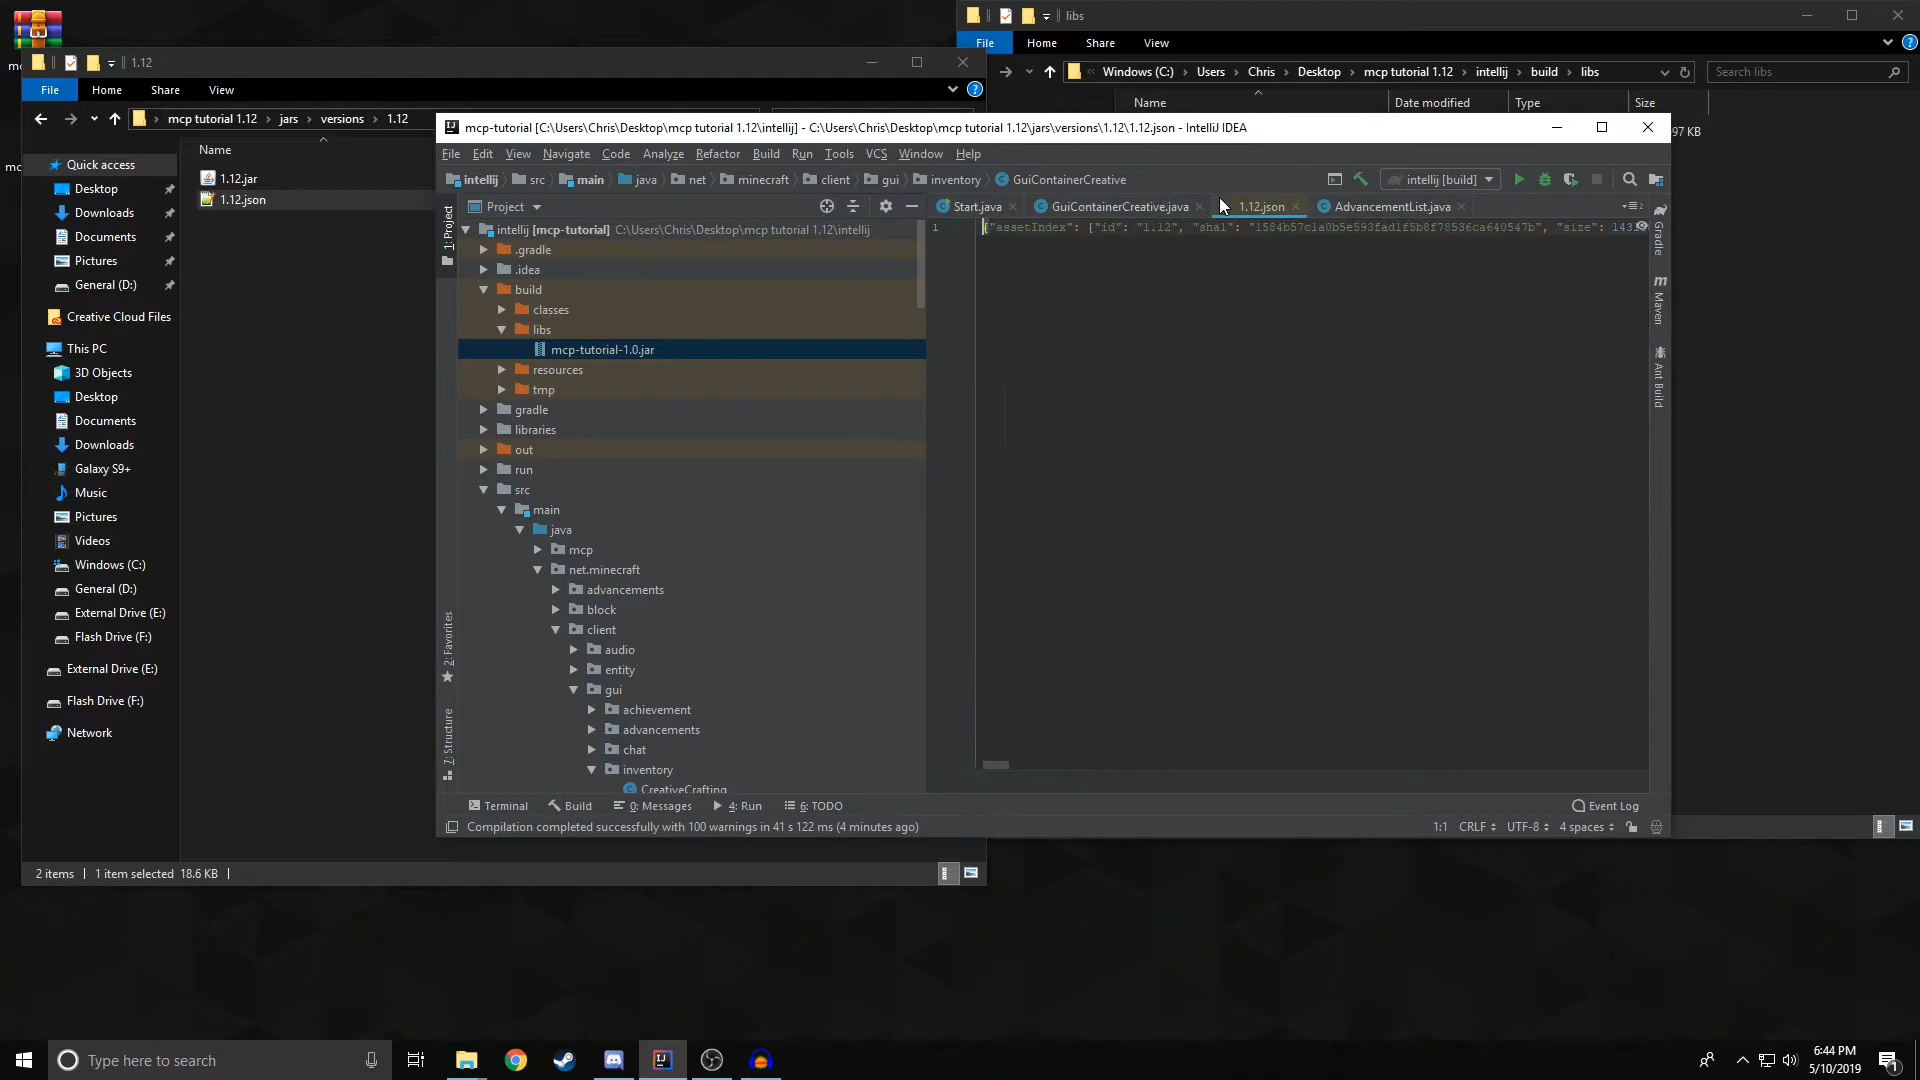 libs
File Home Share View
Windows (C:) Users Chris Desktop mcp tutorial 1.12 intellij build libs
Search libs
Name Date modified Type Size
97 KB
1.12
File Home Share View
mcp tutorial 1.12 jars versions 1.12
Name
1.12.jar
1.12.json
Quick access
Desktop
Downloads
Documents
Pictures
General (D:)
Creative Cloud Files
This PC
3D Objects
Desktop
Documents
Downloads
Galaxy S9+
Music
Pictures
Videos
Windows (C:)
General (D:)
External Drive (E:)
Flash Drive (F:)
External Drive (E:)
Flash Drive (F:)
Network
2 items 1 item selected 18.6 KB
mcp-tutorial [C:\Users\Chris\Desktop\mcp tutorial 1.12\intellij] - C:\Users\Chris\Desktop\mcp tutorial 1.12\jars\versions\1.12\1.12.json - IntelliJ IDEA
File Edit View Navigate Code Analyze Refactor Build Run Tools VCS Window Help
intellij src main java net minecraft client gui inventory GuiContainerCreative
intellij [build]
1: Project
Project
Start.java GuiContainerCreative.java 1.12.json AdvancementList.java
intellij [mcp-tutorial] C:\Users\Chris\Desktop\mcp tutorial 1.12\intellij
.gradle
.idea
build
classes
libs
mcp-tutorial-1.0.jar
resources
tmp
gradle
libraries
out
run
src
main
java
mcp
net.minecraft
advancements
block
client
audio
entity
gui
achievement
advancements
chat
inventory
CreativeCrafting
1 {"assetIndex": {"id": "1.12", "sha1": "1584b57c1a0b5e593fad1f5b8f78536ca640547b", "size": 143
Gradle
Maven
Ant Build
2: Favorites
7: Structure
Terminal Build 0: Messages 4: Run 6: TODO Event Log
Compilation completed successfully with 100 warnings in 41 s 122 ms (4 minutes ago)
1:1 CRLF UTF-8 4 spaces
Type here to search
6:44 PM
5/10/2019
1